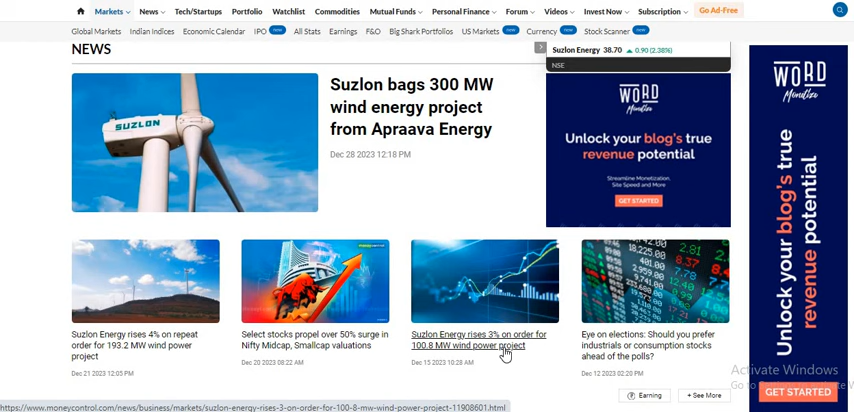 Markets News Tech/Startups Portfolio Watchlist Commodities Mutual Funds Personal Finance Forum Videos Invest Now Subscription Go Ad-Free
Global Markets Indian Indices Economic Calendar IPO new All Stats Earnings F&O Big Shark Portfolios US Markets new Currency new Stock Scanner new
NEWS
Suzlon Energy 38.70 ▲ 0.90 (2.38%)
NSE
SUZLON
Suzlon bags 300 MW
wind energy project
from Apraava Energy
Dec 28 2023 12:18 PM
WORD
Mondizo
Unlock your blog's true
revenue potential
Streamline Monetization.
Site Speed and More
GET STARTED
WORD
Mondizo
Unlock your blog's true
revenue potential
GET STARTED
Suzlon Energy rises 4% on repeat
order for 193.2 MW wind power
project
Dec 21 2023 12:05 PM
Select stocks propel over 50% surge in
Nifty Midcap, Smallcap valuations
Dec 20 2023 08:22 AM
Suzlon Energy rises 3% on order for
100.8 MW wind power project
Dec 15 2023 10:28 AM
Eye on elections: Should you prefer
industrials or consumption stocks
ahead of the polls?
Dec 12 2023 02:20 PM
Earning + See More
Activate Windows
https://www.moneycontrol.com/news/business/markets/suzlon-energy-rises-3-on-order-for-100-8-mw-wind-power-project-11908601.html